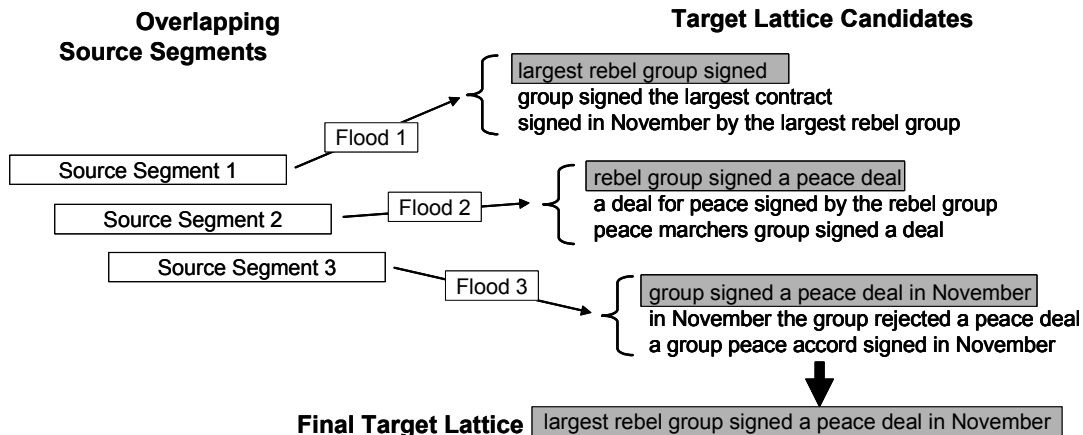 Overlapping
Source Segments
Target Lattice Candidates
largest rebel group signed
group signed the largest contract
signed in November by the largest rebel group
Flood 1
Source Segment 1
rebel group signed a peace deal
a deal for peace signed by the rebel group
peace marchers group signed a deal
Flood 2
Source Segment 2
Source Segment 3
Flood 3
group signed a peace deal in November
in November the group rejected a peace deal
a group peace accord signed in November
Final Target Lattice
largest rebel group signed a peace deal in November